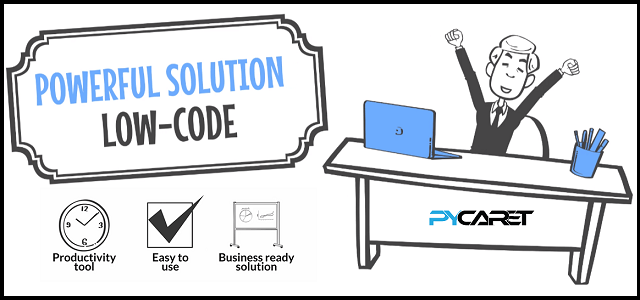 POWERFUL SOLUTION
LOW-CODE
PYCARET
Productivity
tool
Easy to
use
Business ready
solution